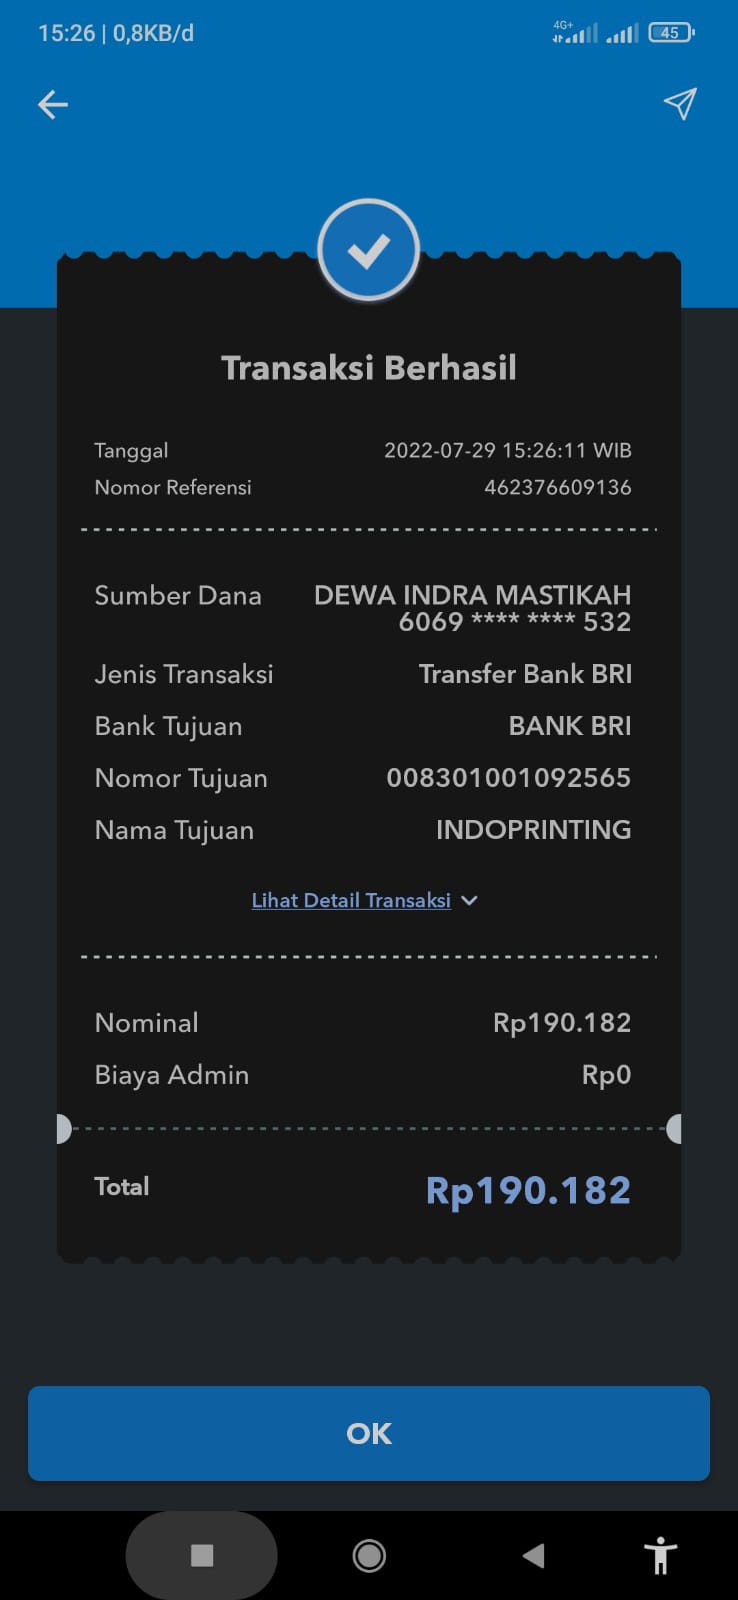 15:26 | 0,8KB/d
4G+
45
Transaksi Berhasil
Tanggal 2022-07-29 15:26:11 WIB
Nomor Referensi 462376609136
Sumber Dana DEWA INDRA MASTIKAH
6069 **** **** 532
Jenis Transaksi Transfer Bank BRI
Bank Tujuan BANK BRI
Nomor Tujuan 008301001092565
Nama Tujuan INDOPRINTING
Lihat Detail Transaksi
Nominal Rp190.182
Biaya Admin Rp0
Total Rp190.182
OK